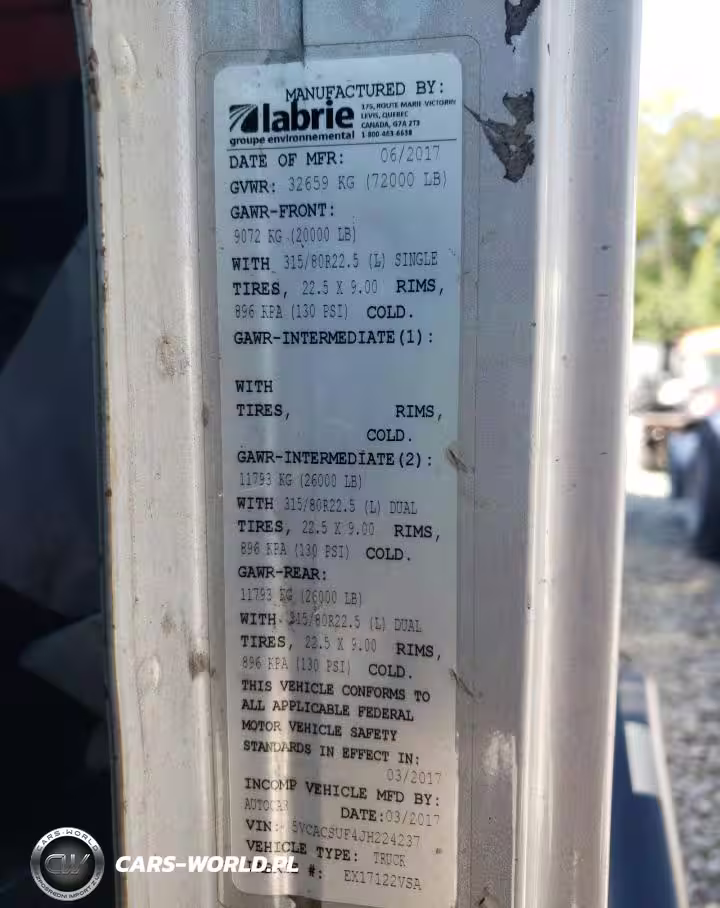 MANUFACTURED BY:
labrie
groupe environnemental
175, ROUTE MARIE VICTORIN
LEVIS, QUEBEC
CANADA, G7A 2T3
1 800 463-6638
DATE OF MFR: 06/2017
GVWR: 32659 KG (72000 LB)
GAWR-FRONT:
9072 KG (20000 LB)
WITH 315/80R22.5 (L) SINGLE
TIRES, 22.5 X 9.00 RIMS,
896 KPA (130 PSI) COLD.
GAWR-INTERMEDIATE(1):
WITH
TIRES, RIMS,
COLD.
GAWR-INTERMEDIATE(2):
11793 KG (26000 LB)
WITH 315/80R22.5 (L) DUAL
TIRES, 22.5 X 9.00 RIMS,
896 KPA (130 PSI) COLD.
GAWR-REAR:
11793 KG (26000 LB)
WITH 315/80R22.5 (L) DUAL
TIRES, 22.5 X 9.00 RIMS,
896 KPA (130 PSI) COLD.
THIS VEHICLE CONFORMS TO
ALL APPLICABLE FEDERAL
MOTOR VEHICLE SAFETY
STANDARDS IN EFFECT IN:
03/2017
INCOMP VEHICLE MFD BY:
AUTOCAR DATE:03/2017
VIN: 5VCACSUF4JH224237
VEHICLE TYPE: TRUCK
#: EX17122VSA
CARS-WORLD.PL
CARS-WORLD
CW